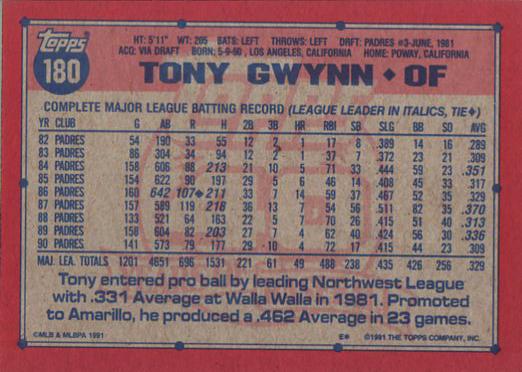 Topps
180
HT: 5'11" WT: 205 BATS: LEFT THROWS: LEFT DRFT: PADRES #3-JUNE, 1981
ACQ: VIA DRAFT BORN: 5-9-60, LOS ANGELES, CALIFORNIA HOME: POWAY, CALIFORNIA
TONY GWYNN ♦ OF
COMPLETE MAJOR LEAGUE BATTING RECORD (LEAGUE LEADER IN ITALICS, TIE♦)
YR CLUB G AB R H 2B 3B HR RBI SB SLG BB SO AVG
82 PADRES 54 190 33 55 12 2 1 17 8 .389 14 16 .289
83 PADRES 86 304 34 94 12 2 1 37 7 .372 23 21 .309
84 PADRES 158 606 88 213 21 10 5 71 33 .444 59 23 .351
85 PADRES 154 622 90 197 29 5 6 46 14 .408 45 33 .317
86 PADRES 160 642 107♦ 211 33 7 14 59 37 .467 52 35 .329
87 PADRES 157 589 119 218 36 13 7 54 56 .511 82 35 .370
88 PADRES 133 521 64 163 22 5 7 70 26 .415 51 40 .313
89 PADRES 158 604 82 203 27 7 4 62 40 .424 56 30 .336
90 PADRES 141 573 79 177 29 10 4 72 17 .415 44 23 .309
MAJ. LEA. TOTALS 1201 4651 696 1531 221 61 49 488 238 .435 426 256 .329
Tony entered pro ball by leading Northwest League
with .331 Average at Walla Walla in 1981. Promoted
to Amarillo, he produced a .462 Average in 23 games.
©MLB & MLBPA 1991 E* ©1991 THE TOPPS COMPANY, INC.